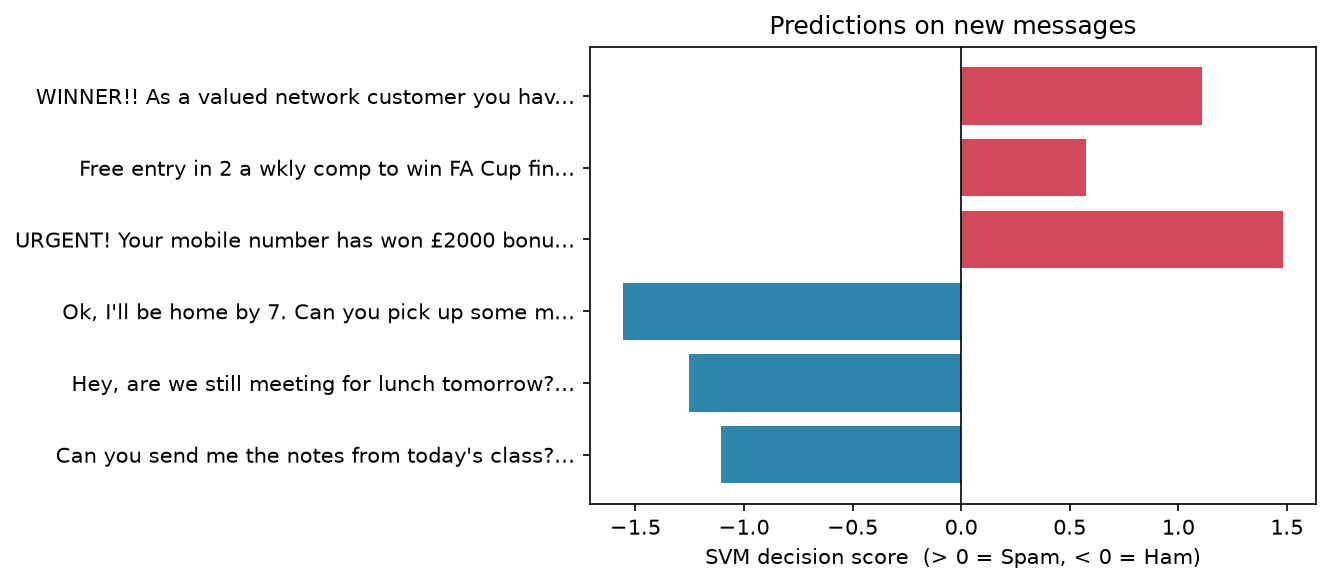 Predictions on new messages
WINNER!! As a valued network customer you hav...
Free entry in 2 a wkly comp to win FA Cup fin...
URGENT! Your mobile number has won £2000 bonu...
Ok, I'll be home by 7. Can you pick up some m...
Hey, are we still meeting for lunch tomorrow?...
Can you send me the notes from today's class?...
−1.5 −1.0 −0.5 0.0 0.5 1.0 1.5
SVM decision score (> 0 = Spam, < 0 = Ham)